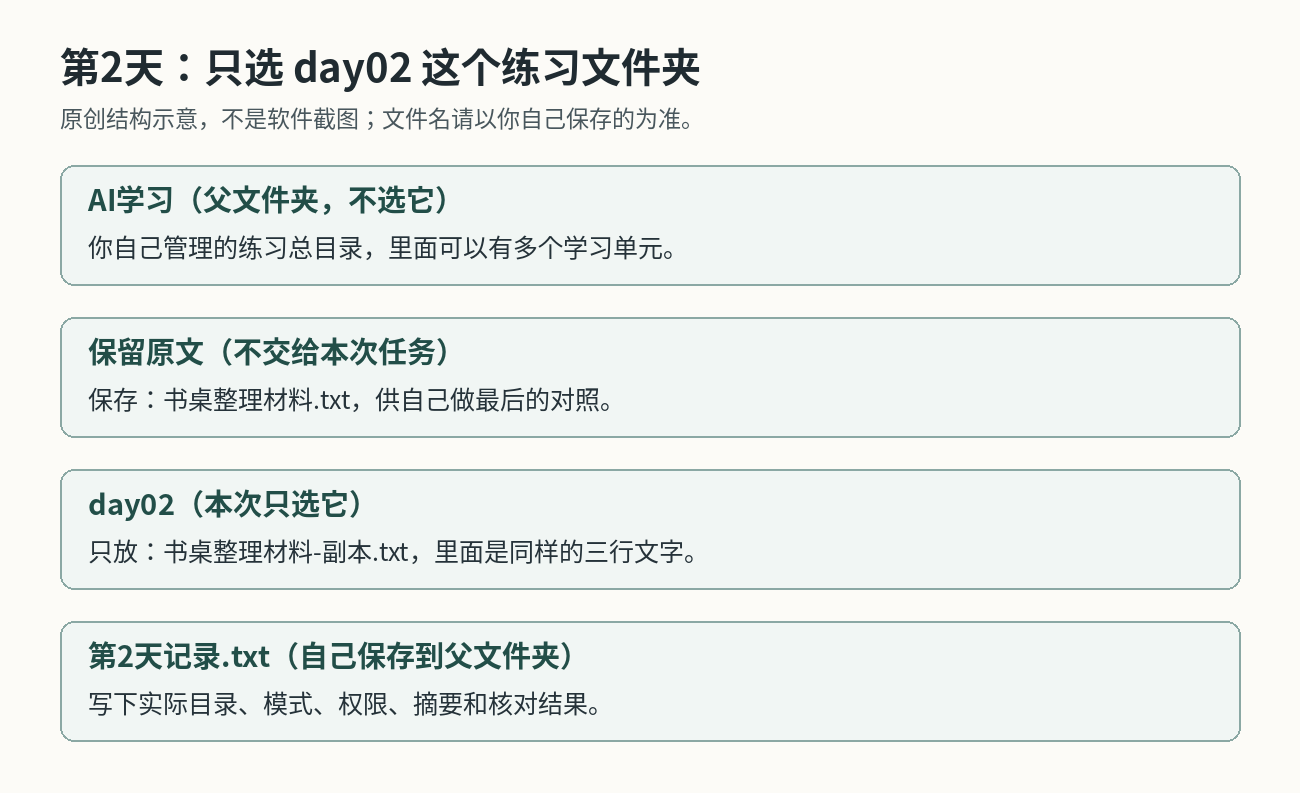 第2天：只选 day02 这个练习文件夹
原创结构示意，不是软件截图；文件名请以你自己保存的为准。
AI学习（父文件夹，不选它）
你自己管理的练习总目录，里面可以有多个学习单元。
保留原文（不交给本次任务）
保存：书桌整理材料.txt，供自己做最后的对照。
day02（本次只选它）
只放：书桌整理材料-副本.txt，里面是同样的三行文字。
第2天记录.txt（自己保存到父文件夹）
写下实际目录、模式、权限、摘要和核对结果。